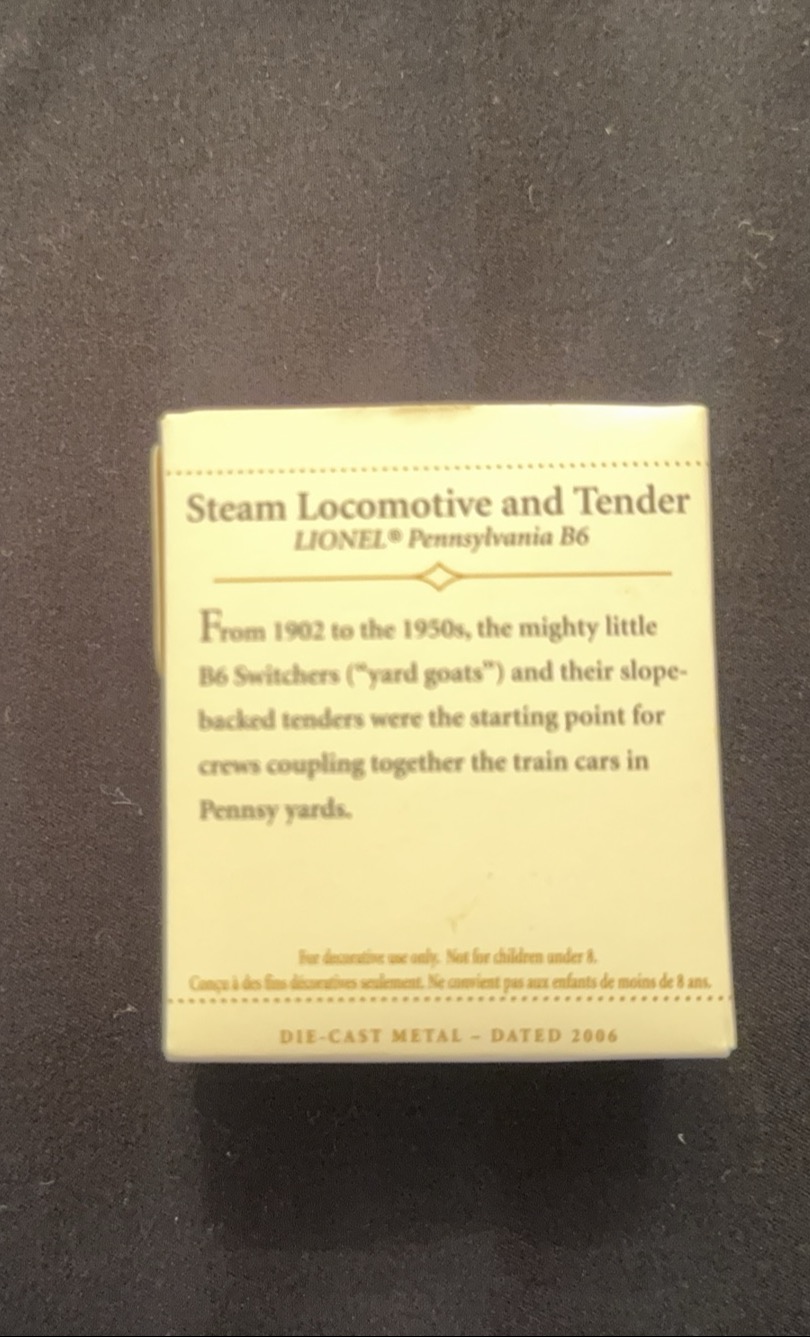 Steam Locomotive and Tender
LIONEL® Pennsylvania B6
From 1902 to the 1950s, the mighty little
B6 Switchers ("yard goats") and their slope-
backed tenders were the starting point for
crews coupling together the train cars in
Pennsy yards.
For decorative use only. Not for children under 8.
Conçu à des fins décoratives seulement. Ne convient pas aux enfants de moins de 8 ans.
DIE-CAST METAL – DATED 2006